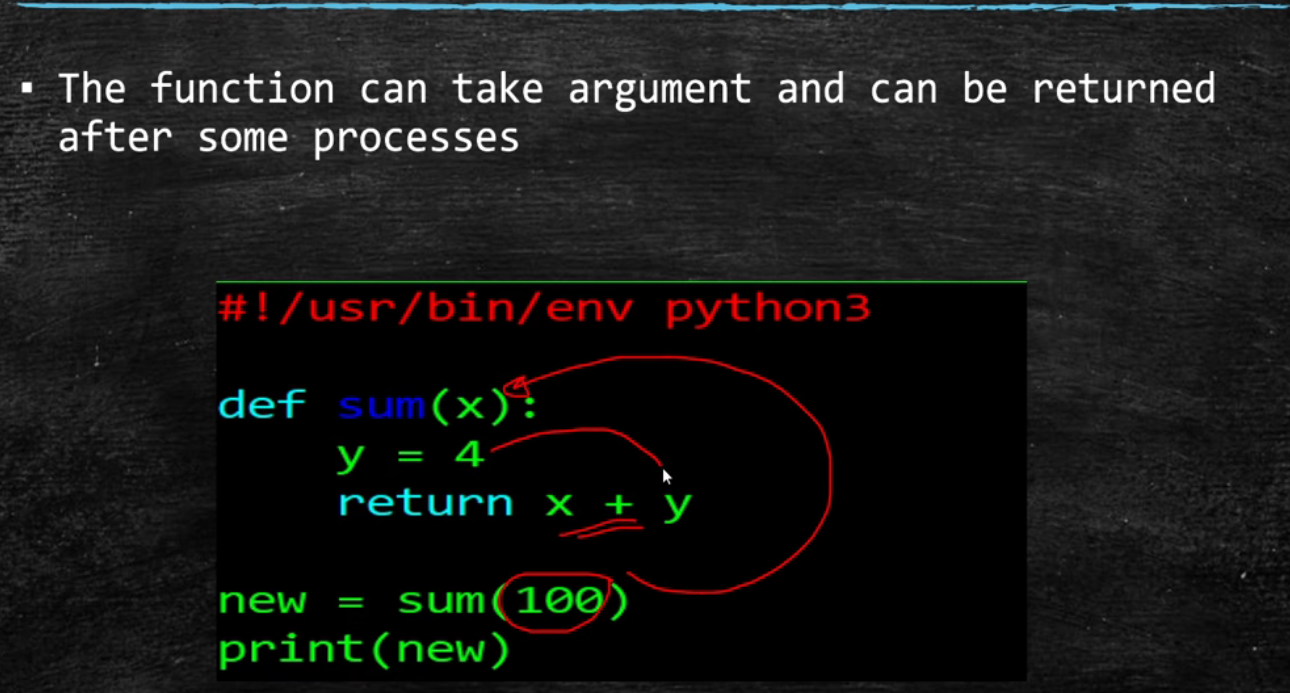 ▪ The function can take argument and can be returned
after some processes
#!/usr/bin/env python3
def sum(x):
    y = 4
    return x + y
new = sum(100)
print(new)